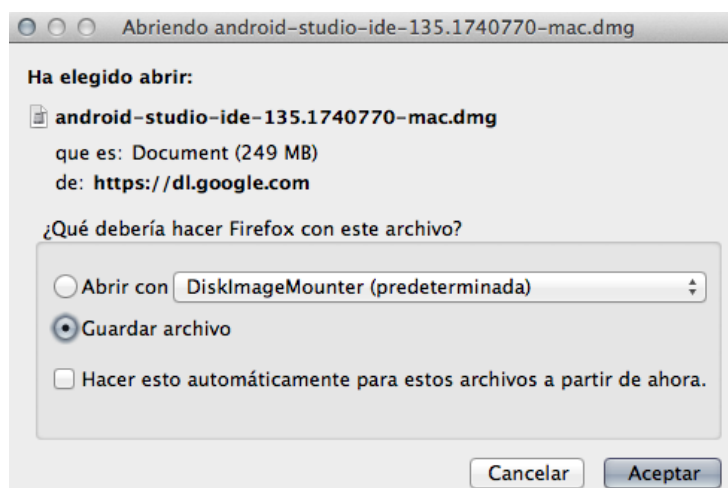 Abriendo android-studio-ide-135.1740770-mac.dmg
Ha elegido abrir:
android-studio-ide-135.1740770-mac.dmg
que es: Document (249 MB)
de: https://dl.google.com
¿Qué debería hacer Firefox con este archivo?
Abrir con DiskImageMounter (predeterminada)
Guardar archivo
Hacer esto automáticamente para estos archivos a partir de ahora.
Cancelar Aceptar